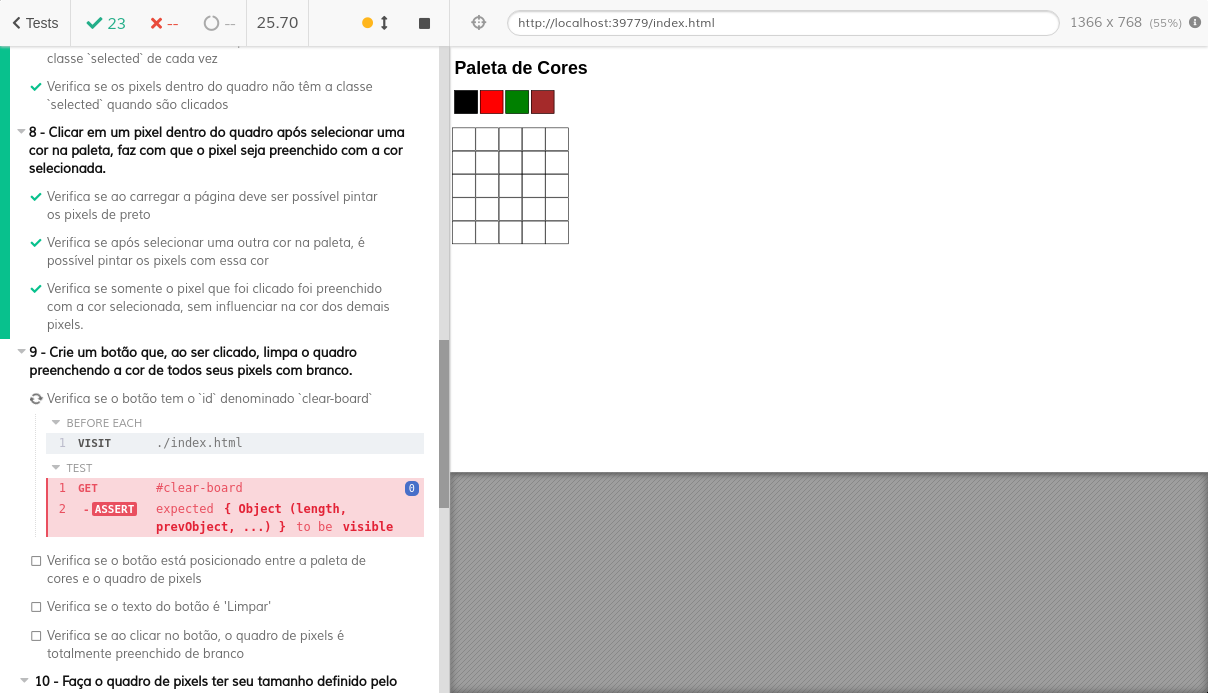 Tests
23
--
--
25.70
http://localhost:39779/index.html
1366 x 768 (55%)
classe `selected` de cada vez
Verifica se os pixels dentro do quadro não têm a classe
`selected` quando são clicados
8 - Clicar em um pixel dentro do quadro após selecionar uma
cor na paleta, faz com que o pixel seja preenchido com a cor
selecionada.
Verifica se ao carregar a página deve ser possível pintar
os pixels de preto
Verifica se após selecionar uma outra cor na paleta, é
possível pintar os pixels com essa cor
Verifica se somente o pixel que foi clicado foi preenchido
com a cor selecionada, sem influenciar na cor dos demais
pixels.
9 - Crie um botão que, ao ser clicado, limpa o quadro
preenchendo a cor de todos seus pixels com branco.
Verifica se o botão tem o `id` denominado `clear-board`
BEFORE EACH
1 VISIT ./index.html
TEST
1 GET #clear-board 0
2 - ASSERT expected { Object (length,
prevObject, ...) } to be visible
Verifica se o botão está posicionado entre a paleta de
cores e o quadro de pixels
Verifica se o texto do botão é 'Limpar'
Verifica se ao clicar no botão, o quadro de pixels é
totalmente preenchido de branco
10 - Faça o quadro de pixels ter seu tamanho definido pelo
Paleta de Cores